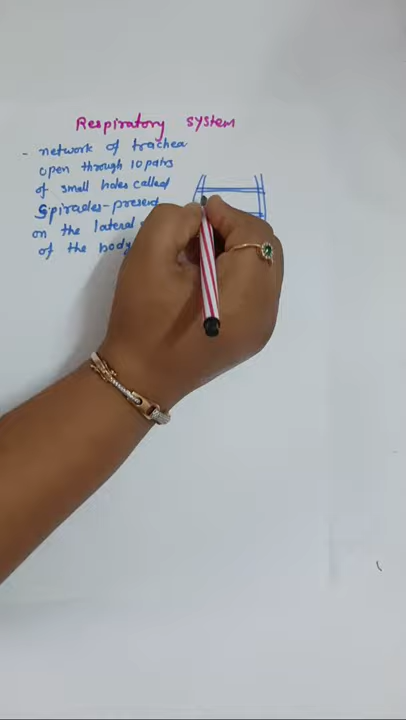 Respiratory system
- network of trachea
open through 10 pairs
of small holes called
Spiracles - present
on the lateral
of the body